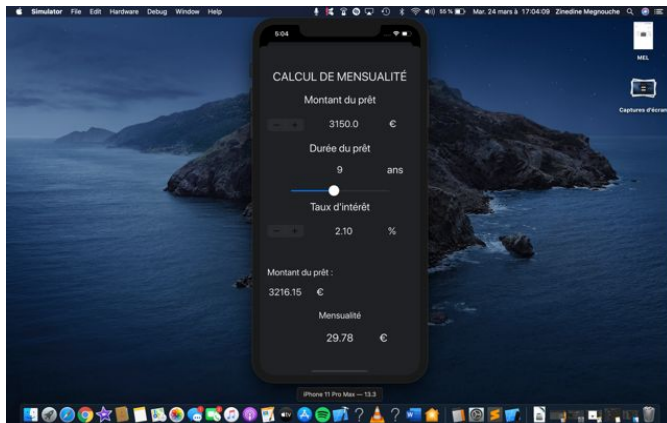 Simulator File Edit Hardware Debug Window Help 55 % Mar. 24 mars à 17:04:09 Zinedine Megnouche
5:04
MEL
Captures d'écran
CALCUL DE MENSUALITÉ
Montant du prêt
- + 3150.0 €
Durée du prêt
9 ans
Taux d'intérêt
- + 2.10 %
Montant du prêt :
3216.15 €
Mensualité
29.78 €
iPhone 11 Pro Max — 13.3